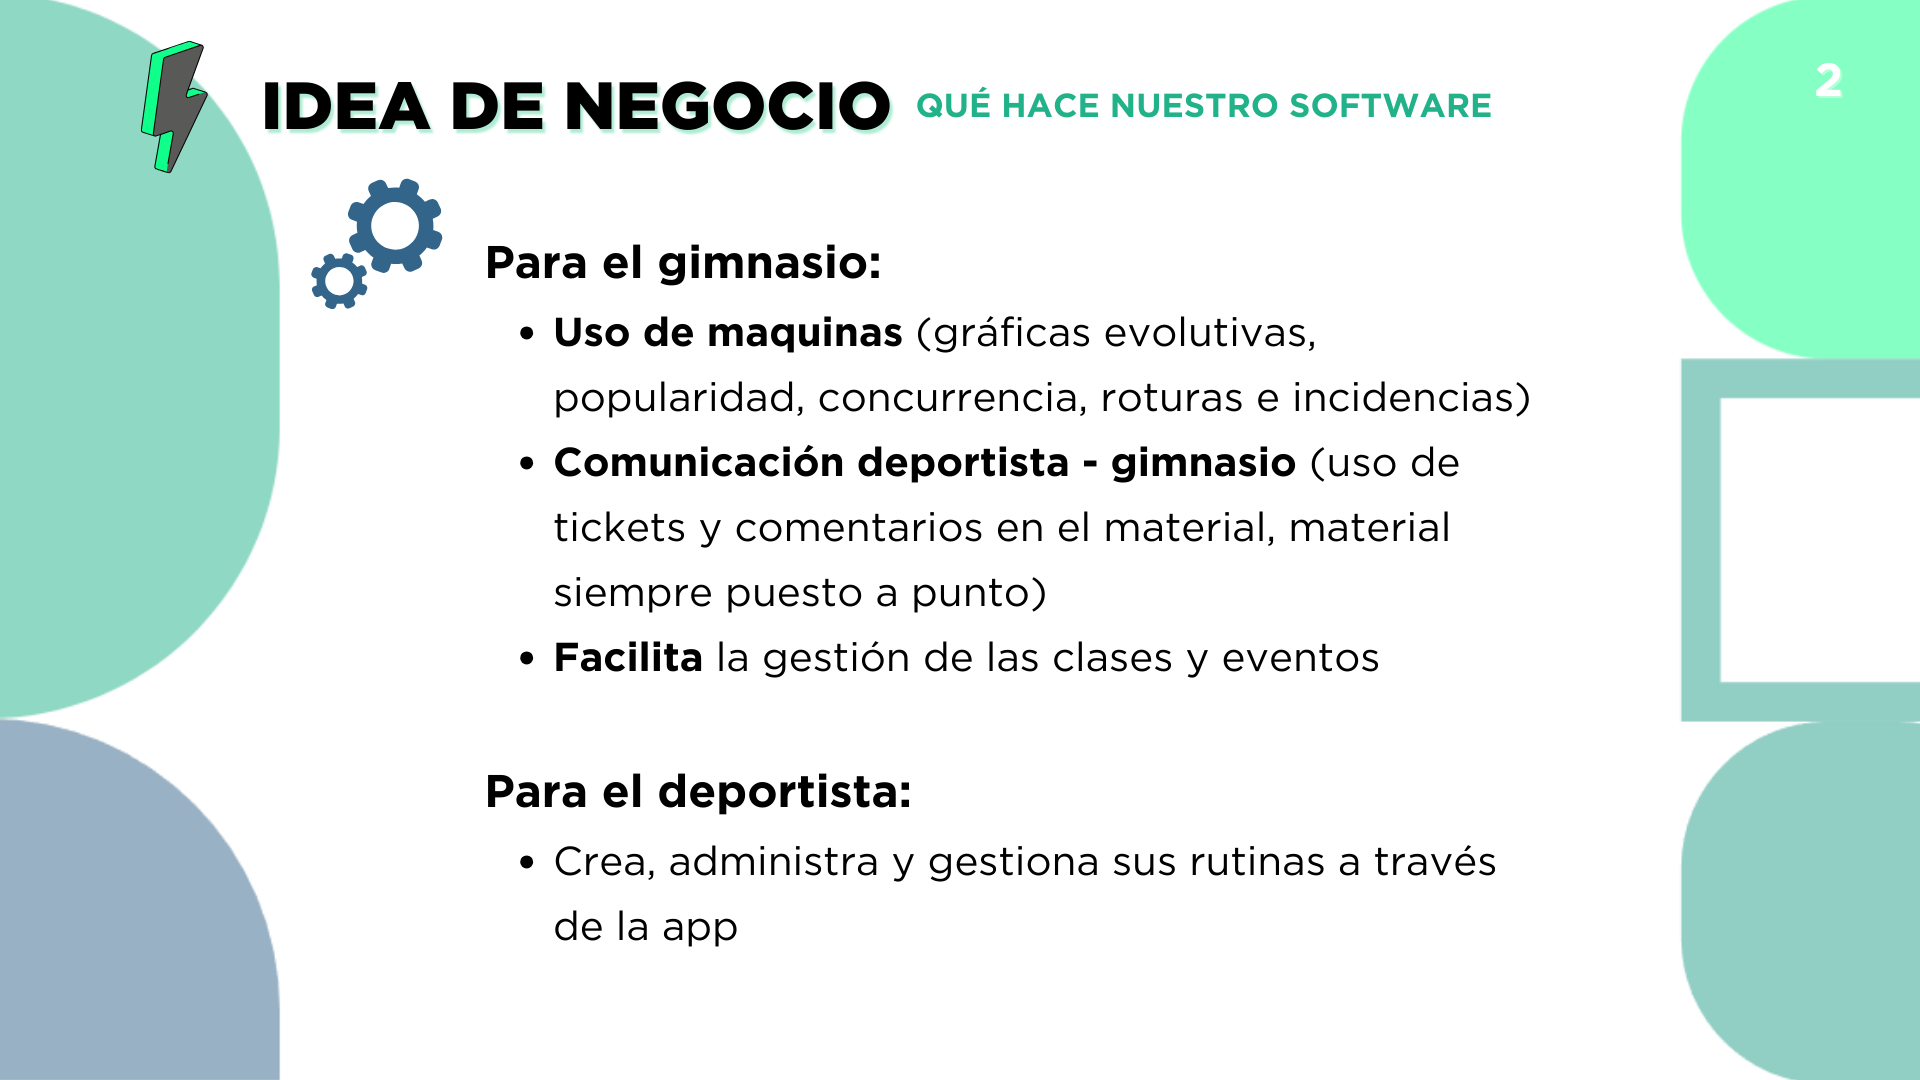 IDEA DE NEGOCIO QUÉ HACE NUESTRO SOFTWARE
2
Para el gimnasio:
• Uso de maquinas (gráficas evolutivas,
popularidad, concurrencia, roturas e incidencias)
• Comunicación deportista - gimnasio (uso de
tickets y comentarios en el material, material
siempre puesto a punto)
• Facilita la gestión de las clases y eventos
Para el deportista:
• Crea, administra y gestiona sus rutinas a través
de la app